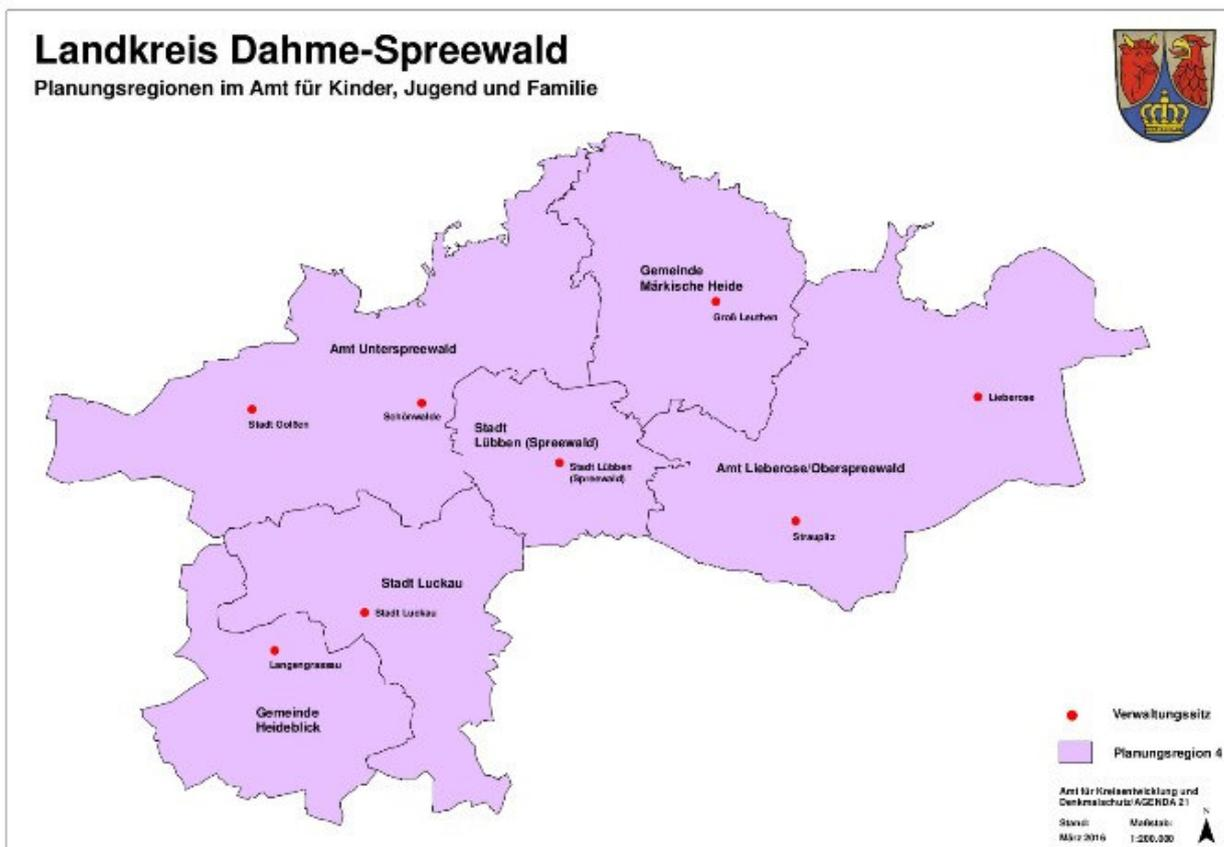 Landkreis Dahme-Spreewald
Planungsregionen im Amt für Kinder, Jugend und Familie
Gemeinde
Märkische Heide
Groß Leuthen
Amt Unterspreewald
Stadt Golßen
Schönwalde
Stadt
Lübben (Spreewald)
Stadt Lübben
(Spreewald)
Lieberose
Amt Lieberose/Oberspreewald
Straupitz
Stadt Luckau
Stadt Luckau
Langengrassau
Gemeinde
Heideblick
Verwaltungssitz
Planungsregion 4
Amt für Kreisentwicklung und
Denkmalschutz/AGENDA 21
N
Stand: Maßstab:
März 2016 1:200.000